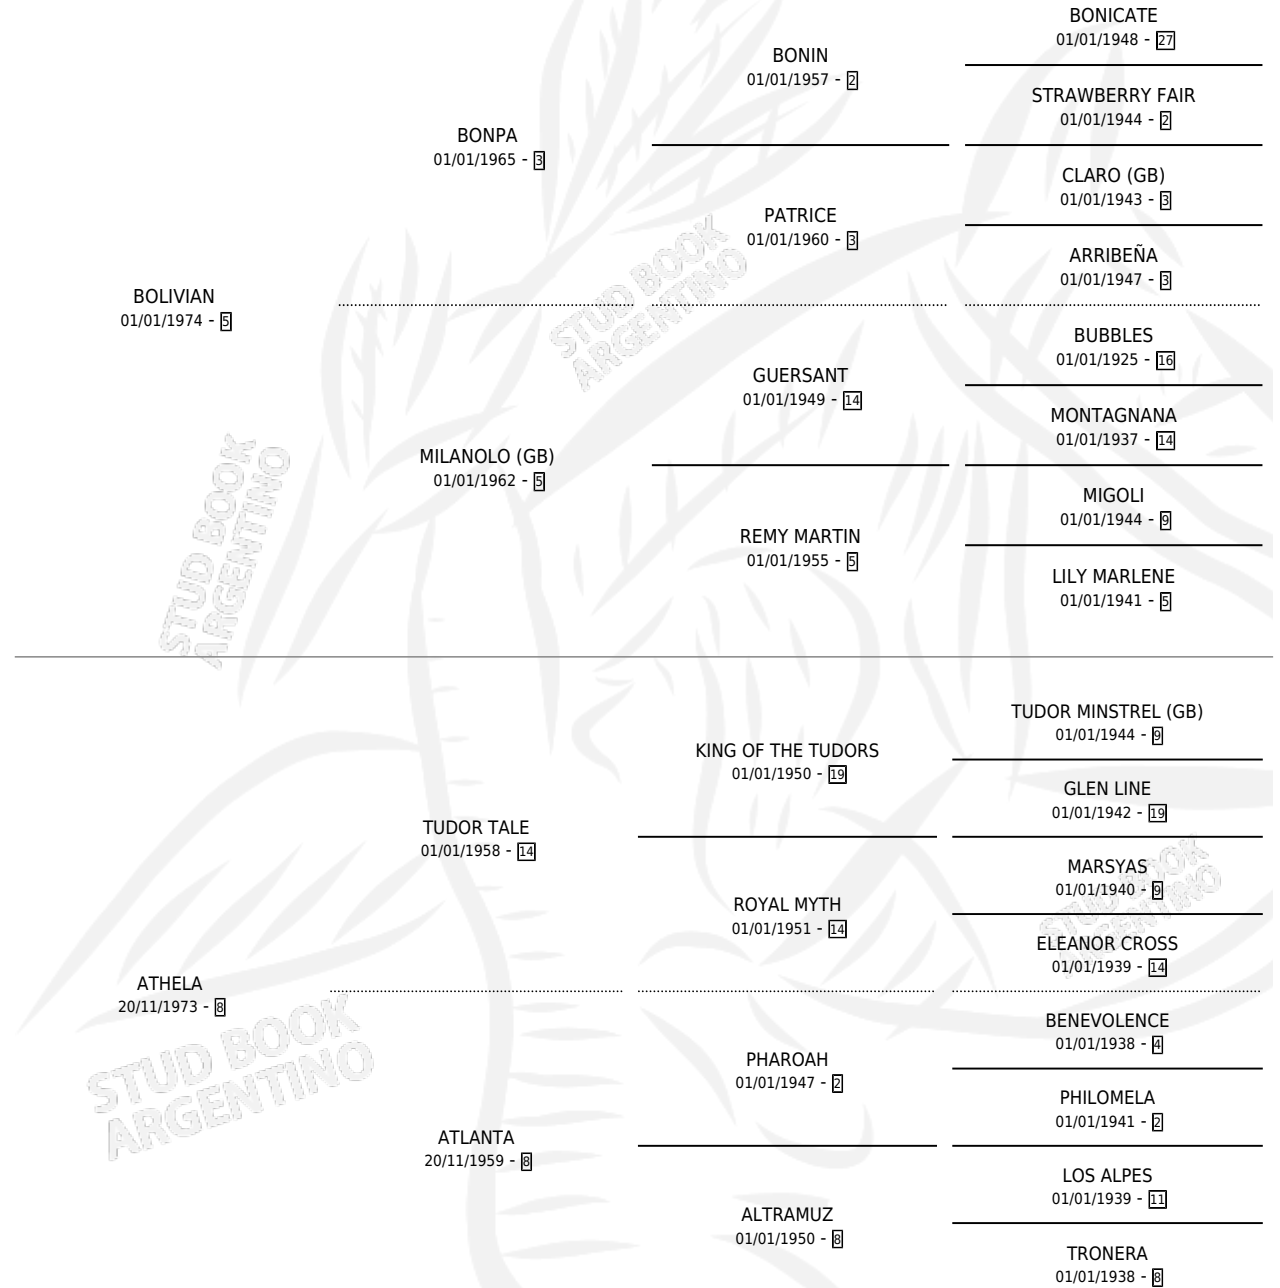 BONICATE
01/01/1948 - 27
BONIN
01/01/1957 - 2
STRAWBERRY FAIR
01/01/1944 - 2
BONPA
01/01/1965 - 3
CLARO (GB)
01/01/1943 - 3
PATRICE
01/01/1960 - 3
ARRIBEÑA
01/01/1947 - 3
BOLIVIAN
01/01/1974 - 5
BUBBLES
01/01/1925 - 16
GUERSANT
01/01/1949 - 14
MONTAGNANA
01/01/1937 - 14
MILANOLO (GB)
01/01/1962 - 5
MIGOLI
01/01/1944 - 9
REMY MARTIN
01/01/1955 - 5
LILY MARLENE
01/01/1941 - 5
STUD BOOK
ARGENTINO
STUD BOOK
ARGENTINO
TUDOR MINSTREL (GB)
01/01/1944 - 9
KING OF THE TUDORS
01/01/1950 - 19
GLEN LINE
01/01/1942 - 19
TUDOR TALE
01/01/1958 - 14
MARSYAS
01/01/1940 - 9
ROYAL MYTH
01/01/1951 - 14
ELEANOR CROSS
01/01/1939 - 14
ATHELA
20/11/1973 - 8
BENEVOLENCE
01/01/1938 - 4
PHAROAH
01/01/1947 - 2
PHILOMELA
01/01/1941 - 2
ATLANTA
20/11/1959 - 8
LOS ALPES
01/01/1939 - 11
ALTRAMUZ
01/01/1950 - 8
TRONERA
01/01/1938 - 8
STUD BOOK
ARGENTINO
STUD BOOK
ARGENTINO